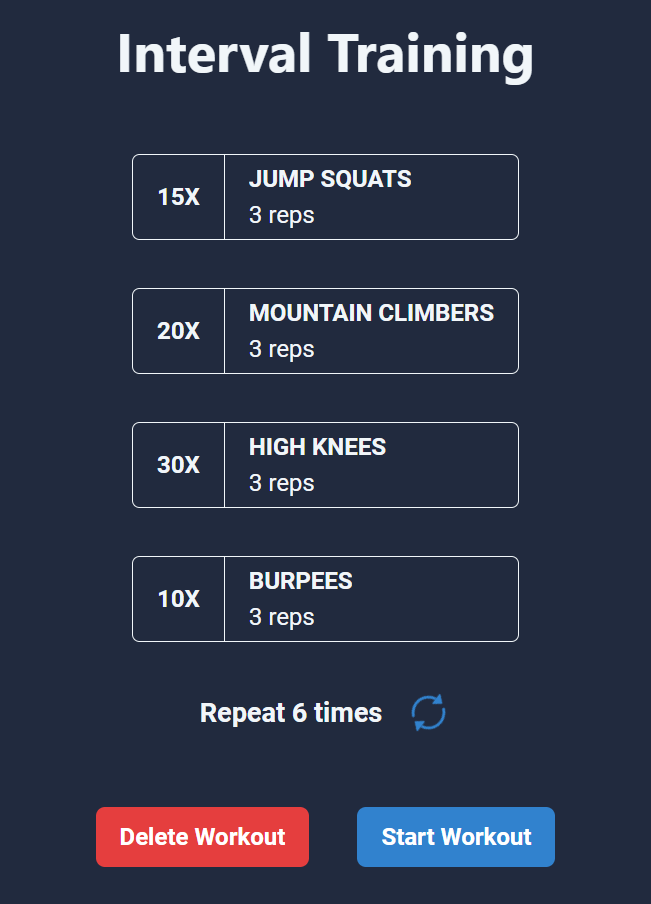 Interval Training
15X
JUMP SQUATS
3 reps
20X
MOUNTAIN CLIMBERS
3 reps
30X
HIGH KNEES
3 reps
10X
BURPEES
3 reps
Repeat 6 times
Delete Workout
Start Workout